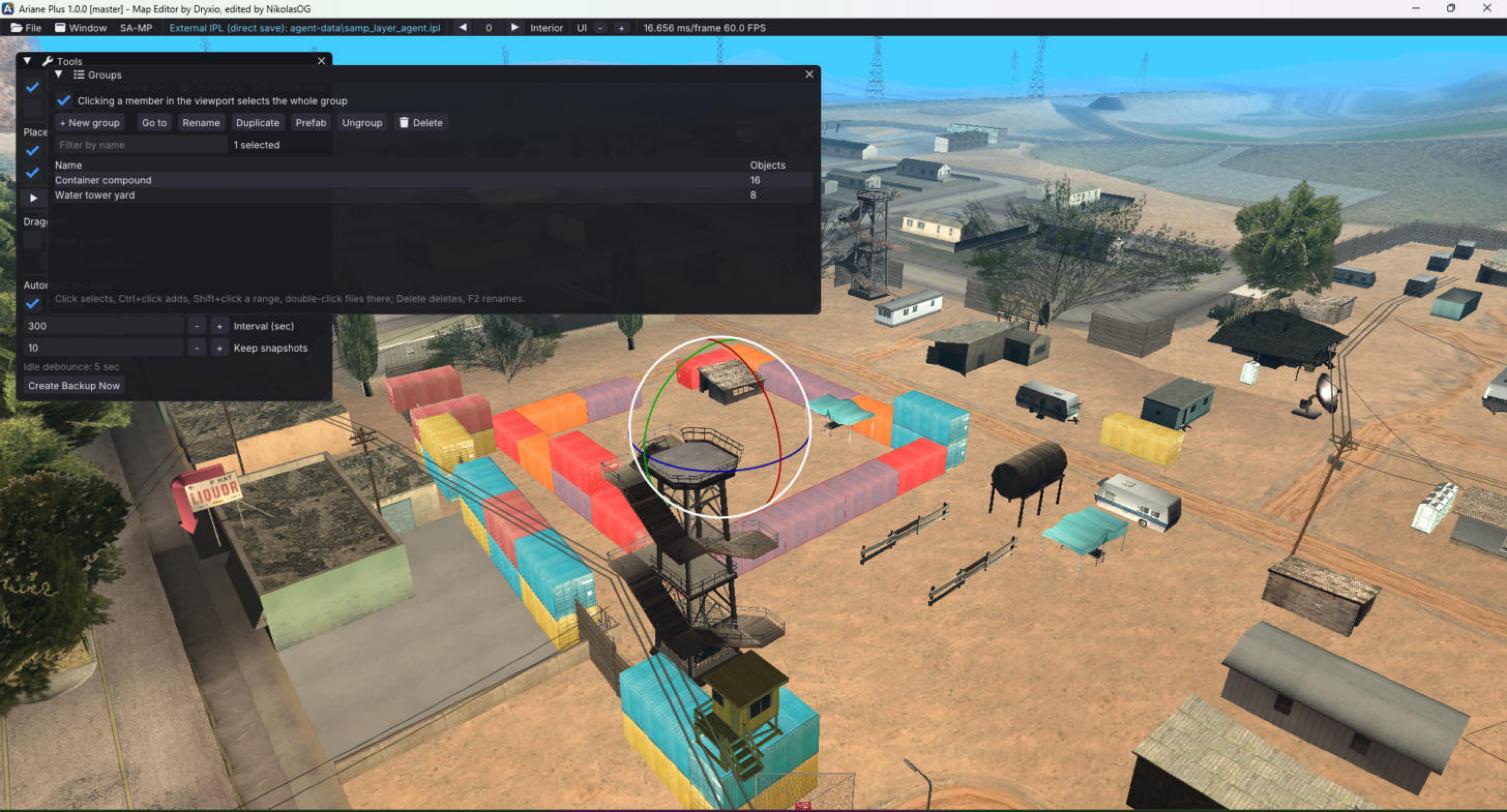 Ariane Plus 1.0.0 [master] - Map Editor by Dryxio, edited by NikolasOG
File Window SA-MP External IPL (direct save): agent-data\samp_layer_agent.ipl 0 Interior UI - + 16.656 ms/frame 60.0 FPS
Tools
Groups
Clicking a member in the viewport selects the whole group
+ New group Go to Rename Duplicate Prefab Ungroup Delete
Place
Filter by name 1 selected
Name Objects
Container compound 16
Water tower yard 8
Drag
Auto
Click selects, Ctrl+click adds, Shift+click a range, double-click flies there; Delete deletes, F2 renames.
300 - + Interval (sec)
10 - + Keep snapshots
Idle debounce: 5 sec
Create Backup Now
LIQUOR